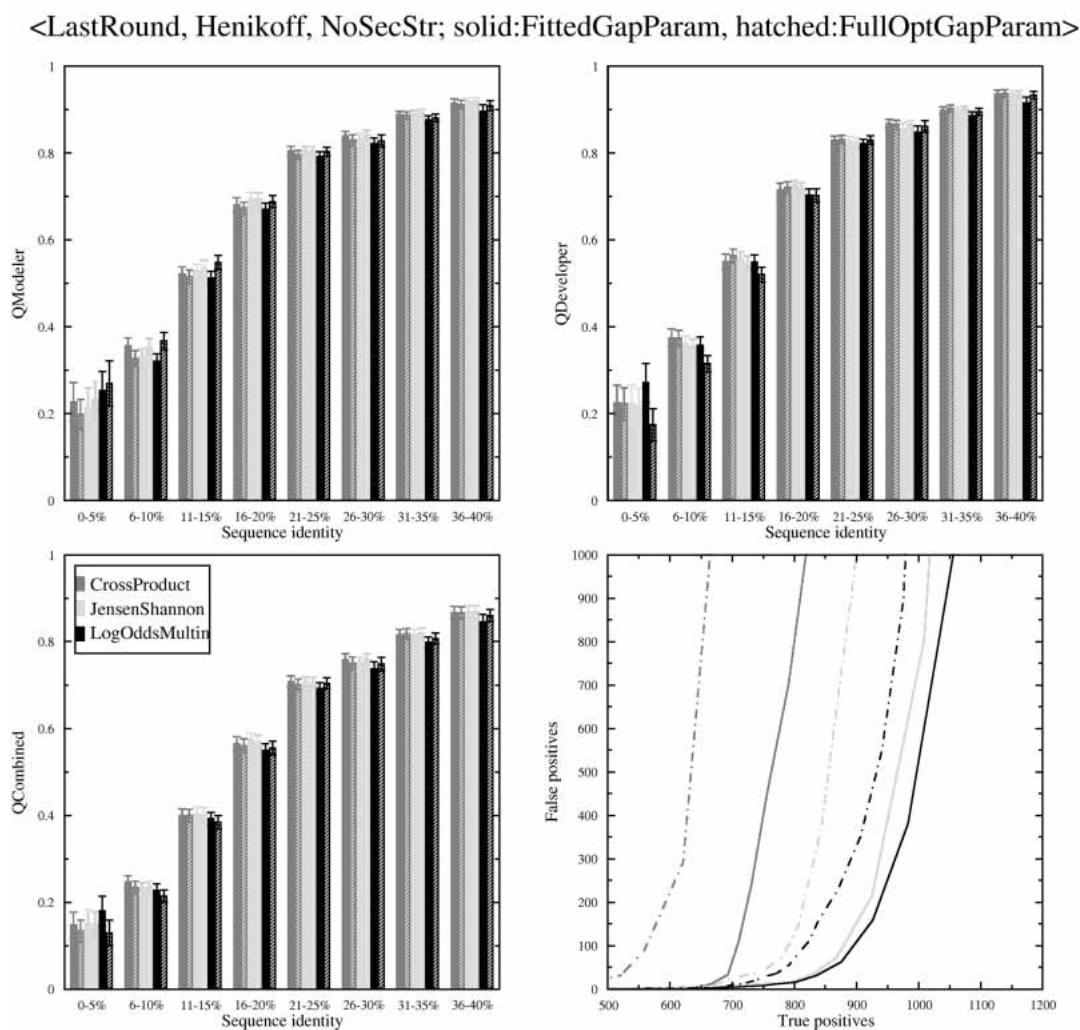 <LastRound, Henikoff, NoSecStr; solid:FittedGapParam, hatched:FullOptGapParam>
1
0.8
0.6
0.4
0.2
0
QModeler
0-5% 6-10% 11-15% 16-20% 21-25% 26-30% 31-35% 36-40%
Sequence identity
1
0.8
0.6
0.4
0.2
0
QDeveloper
0-5% 6-10% 11-15% 16-20% 21-25% 26-30% 31-35% 36-40%
Sequence identity
1
0.8
0.6
0.4
0.2
0
QCombined
CrossProduct
JensenShannon
LogOddsMultin
0-5% 6-10% 11-15% 16-20% 21-25% 26-30% 31-35% 36-40%
Sequence identity
1000
900
800
700
600
500
400
300
200
100
0
False positives
500 600 700 800 900 1000 1100 1200
True positives